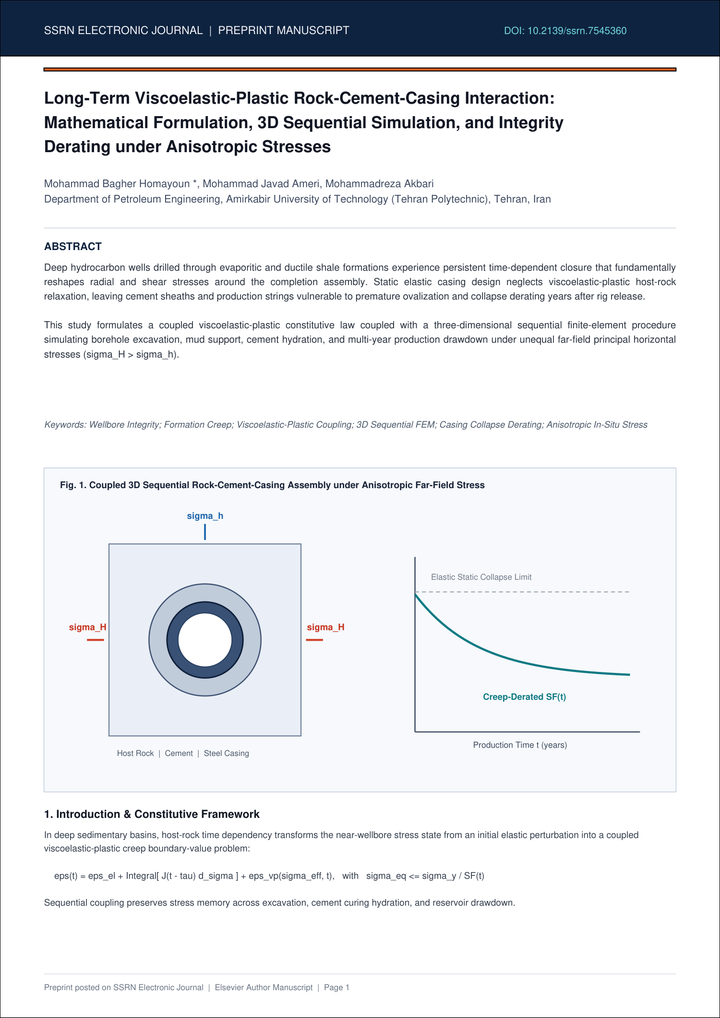 SSRN ELECTRONIC JOURNAL | PREPRINT MANUSCRIPT
DOI: 10.2139/ssrn.7545360
Long-Term Viscoelastic-Plastic Rock-Cement-Casing Interaction:
Mathematical Formulation, 3D Sequential Simulation, and Integrity
Derating under Anisotropic Stresses
Mohammad Bagher Homayoun *, Mohammad Javad Ameri, Mohammadreza Akbari
Department of Petroleum Engineering, Amirkabir University of Technology (Tehran Polytechnic), Tehran, Iran
ABSTRACT
Deep hydrocarbon wells drilled through evaporitic and ductile shale formations experience persistent time-dependent closure that fundamentally
reshapes radial and shear stresses around the completion assembly. Static elastic casing design neglects viscoelastic-plastic host-rock
relaxation, leaving cement sheaths and production strings vulnerable to premature ovalization and collapse derating years after rig release.
This study formulates a coupled viscoelastic-plastic constitutive law coupled with a three-dimensional sequential finite-element procedure
simulating borehole excavation, mud support, cement hydration, and multi-year production drawdown under unequal far-field principal horizontal
stresses (sigma_H > sigma_h).
Keywords: Wellbore Integrity; Formation Creep; Viscoelastic-Plastic Coupling; 3D Sequential FEM; Casing Collapse Derating; Anisotropic In-Situ Stress
Fig. 1. Coupled 3D Sequential Rock-Cement-Casing Assembly under Anisotropic Far-Field Stress
sigma_h
sigma_H
sigma_H
Host Rock | Cement | Steel Casing
Elastic Static Collapse Limit
Creep-Derated SF(t)
Production Time t (years)
1. Introduction & Constitutive Framework
In deep sedimentary basins, host-rock time dependency transforms the near-wellbore stress state from an initial elastic perturbation into a coupled
viscoelastic-plastic creep boundary-value problem:
eps(t) = eps_el + Integral[ J(t - tau) d_sigma ] + eps_vp(sigma_eff, t), with sigma_eq <= sigma_y / SF(t)
Sequential coupling preserves stress memory across excavation, cement curing hydration, and reservoir drawdown.
Preprint posted on SSRN Electronic Journal | Elsevier Author Manuscript | Page 1